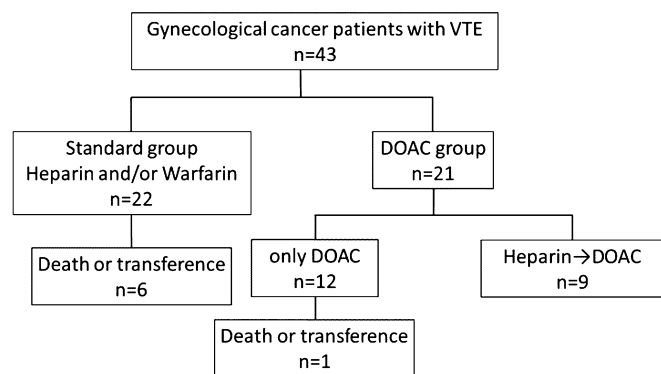 Gynecological cancer patients with VTE
n=43
Standard group
Heparin and/or Warfarin
n=22
DOAC group
n=21
Death or transference
n=6
only DOAC
n=12
Heparin→DOAC
n=9
Death or transference
n=1